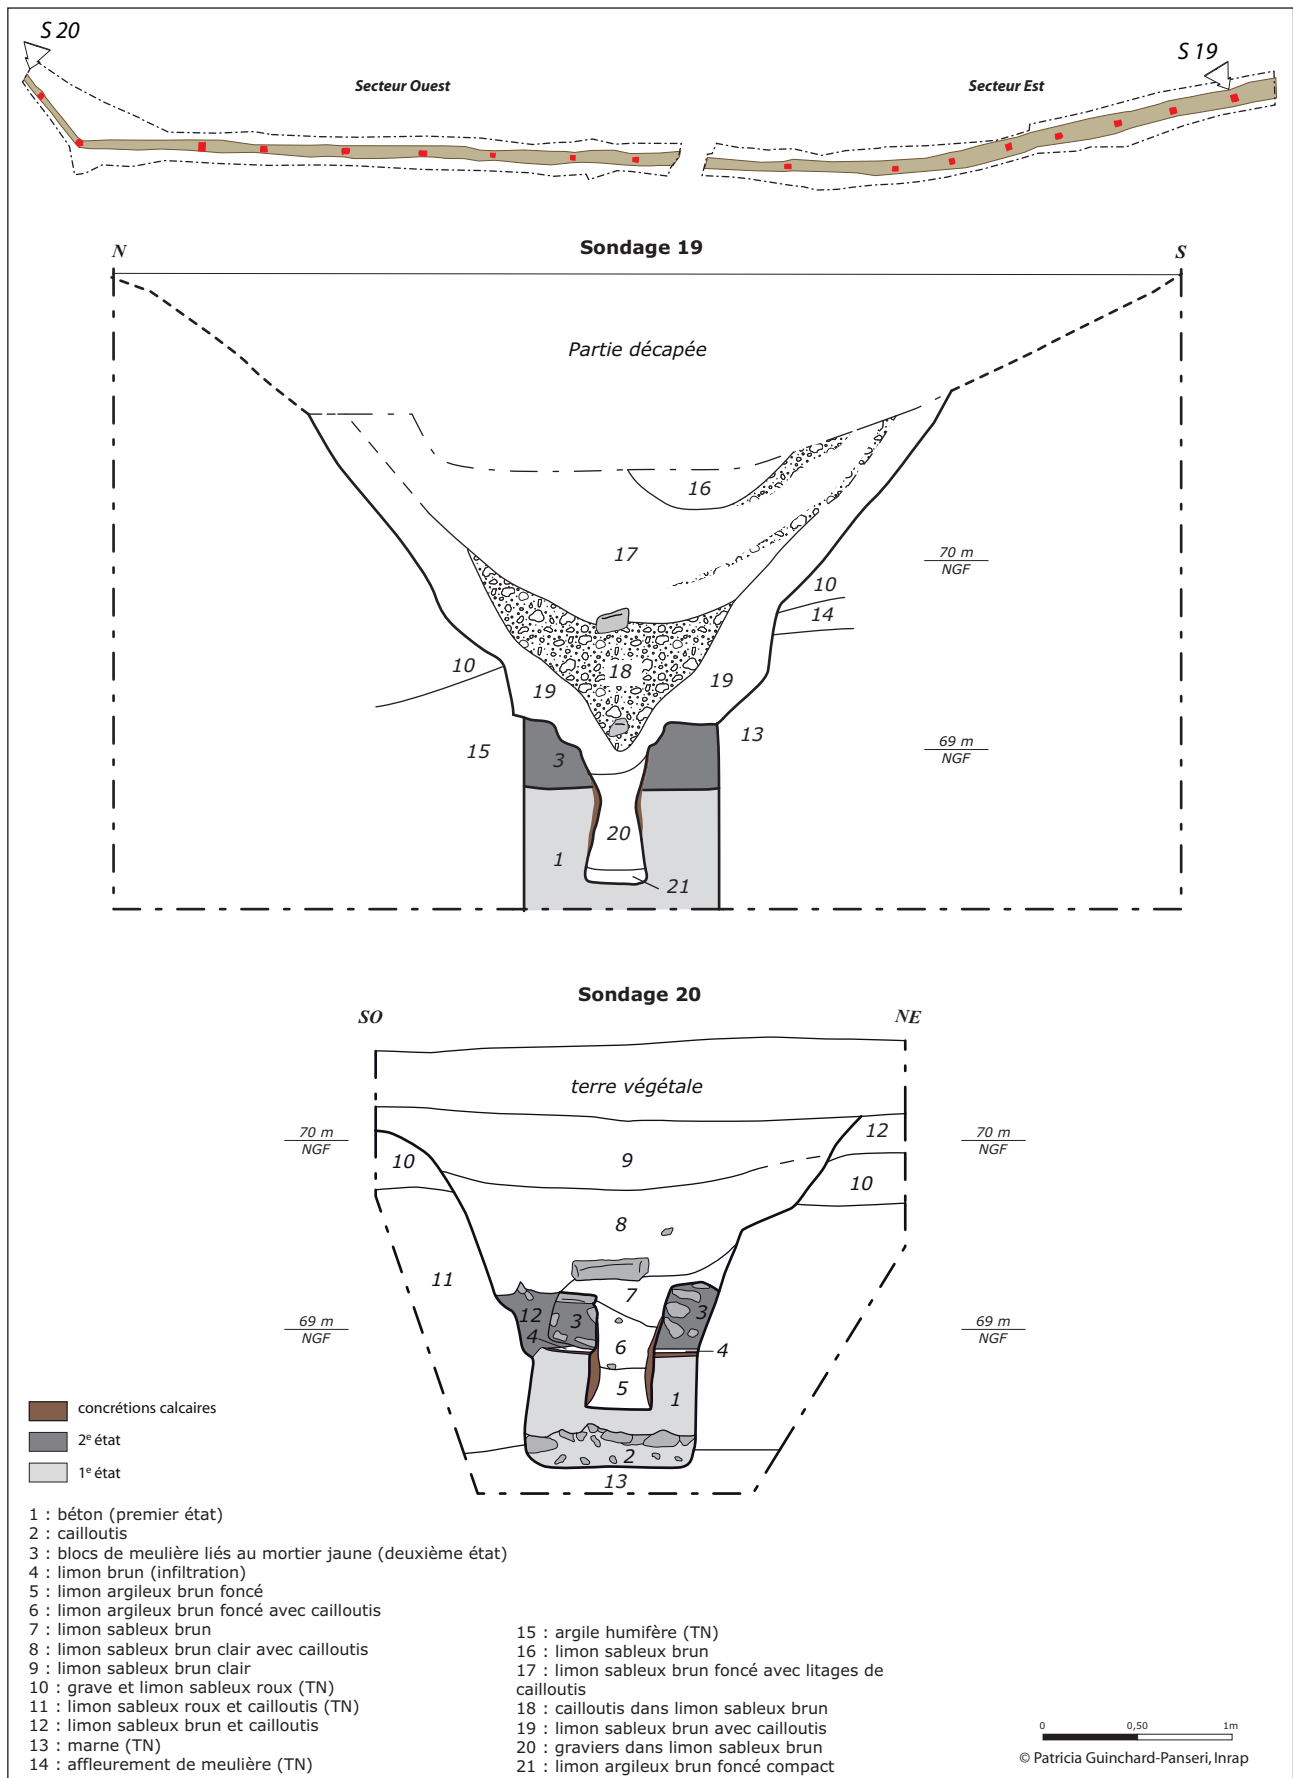 S 20
S 19
Secteur Ouest
Secteur Est
Sondage 19
N
S
Partie décapée
16
17
70 m
NGF
10
14
10
18
19
19
13
15
3
69 m
NGF
20
1
21
Sondage 20
SO
NE
terre végétale
70 m
NGF
70 m
NGF
12
9
10
10
8
11
7
12
3
3
69 m
NGF
69 m
NGF
4
6
4
5
1
2
13
concrétions calcaires
2e état
1e état
1 : béton (premier état)
2 : cailloutis
3 : blocs de meulière liés au mortier jaune (deuxième état)
4 : limon brun (infiltration)
5 : limon argileux brun foncé
6 : limon argileux brun foncé avec cailloutis
7 : limon sableux brun
8 : limon sableux brun clair avec cailloutis
9 : limon sableux brun clair
10 : grave et limon sableux roux (TN)
11 : limon sableux roux et cailloutis (TN)
12 : limon sableux brun et cailloutis
13 : marne (TN)
14 : affleurement de meulière (TN)
15 : argile humifère (TN)
16 : limon sableux brun
17 : limon sableux brun foncé avec litages de
cailloutis
18 : cailloutis dans limon sableux brun
19 : limon sableux brun avec cailloutis
20 : graviers dans limon sableux brun
21 : limon argileux brun foncé compact
0 0,50 1m
© Patricia Guinchard-Panseri, Inrap